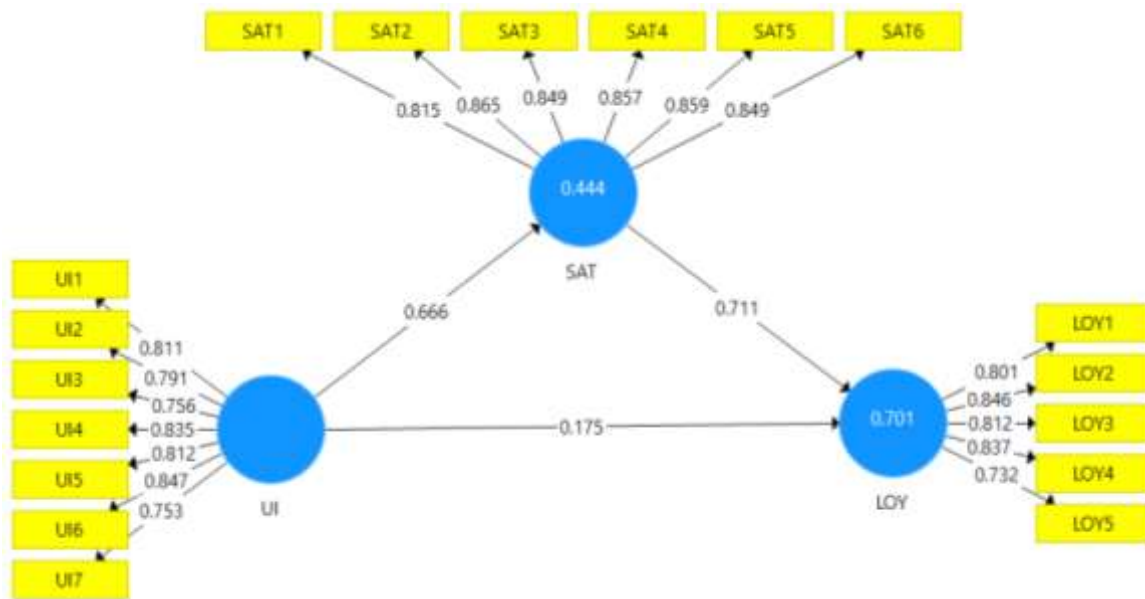 SAT1 SAT2 SAT3 SAT4 SAT5 SAT6
0.815 0.865 0.849 0.857 0.859 0.849
0.444
SAT
0.666
0.711
UI1
UI2
UI3
UI4
UI5
UI6
UI7
0.811
0.791
0.756
0.835
0.812
0.847
0.753
UI
0.175
0.701
LOY
0.801
0.846
0.812
0.837
0.732
LOY1
LOY2
LOY3
LOY4
LOY5